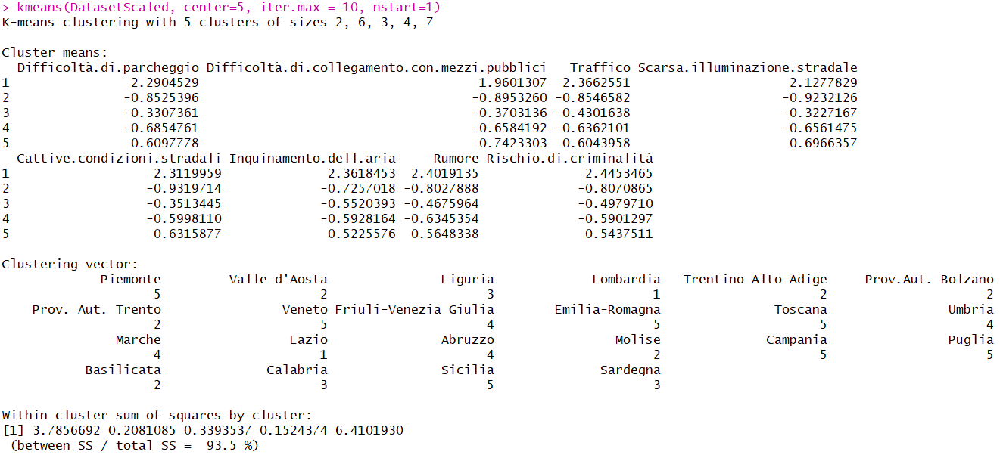 > kmeans(DatasetScaled, center=5, iter.max = 10, nstart=1)
K-means clustering with 5 clusters of sizes 2, 6, 3, 4, 7

Cluster means:
  Difficoltà.di.parcheggio Difficoltà.di.collegamento.con.mezzi.pubblici   Traffico Scarsa.illuminazione.stradale
1                2.2904529                                     1.9601307  2.3662551                     2.1277829
2               -0.8525396                                    -0.8953260 -0.8546582                    -0.9232126
3               -0.3307361                                    -0.3703136 -0.4301638                    -0.3227167
4               -0.6854761                                    -0.6584192 -0.6362101                    -0.6561475
5                0.6097778                                     0.7423303  0.6043958                     0.6966357
  Cattive.condizioni.stradali Inquinamento.dell.aria     Rumore Rischio.di.criminalità
1                   2.3119959              2.3618453  2.4019135              2.4453465
2                  -0.9319714             -0.7257018 -0.8027888             -0.8070865
3                  -0.3513445             -0.5520393 -0.4675964             -0.4979710
4                  -0.5998110             -0.5928164 -0.6345354             -0.5901297
5                   0.6315877              0.5225576  0.5648338              0.5437511

Clustering vector:
             Piemonte         Valle d'Aosta               Liguria             Lombardia   Trentino Alto Adige     Prov.Aut. Bolzano
                    5                     2                     3                     1                     2                     2
    Prov. Aut. Trento                Veneto Friuli-Venezia Giulia        Emilia-Romagna               Toscana                Umbria
                    2                     5                     4                     5                     5                     4
               Marche                 Lazio               Abruzzo                Molise              Campania                Puglia
                    4                     1                     4                     2                     5                     5
           Basilicata              Calabria               Sicilia              Sardegna
                    2                     3                     5                     3

Within cluster sum of squares by cluster:
[1] 3.7856692 0.2081085 0.3393537 0.1524374 6.4101930
 (between_SS / total_SS =  93.5 %)